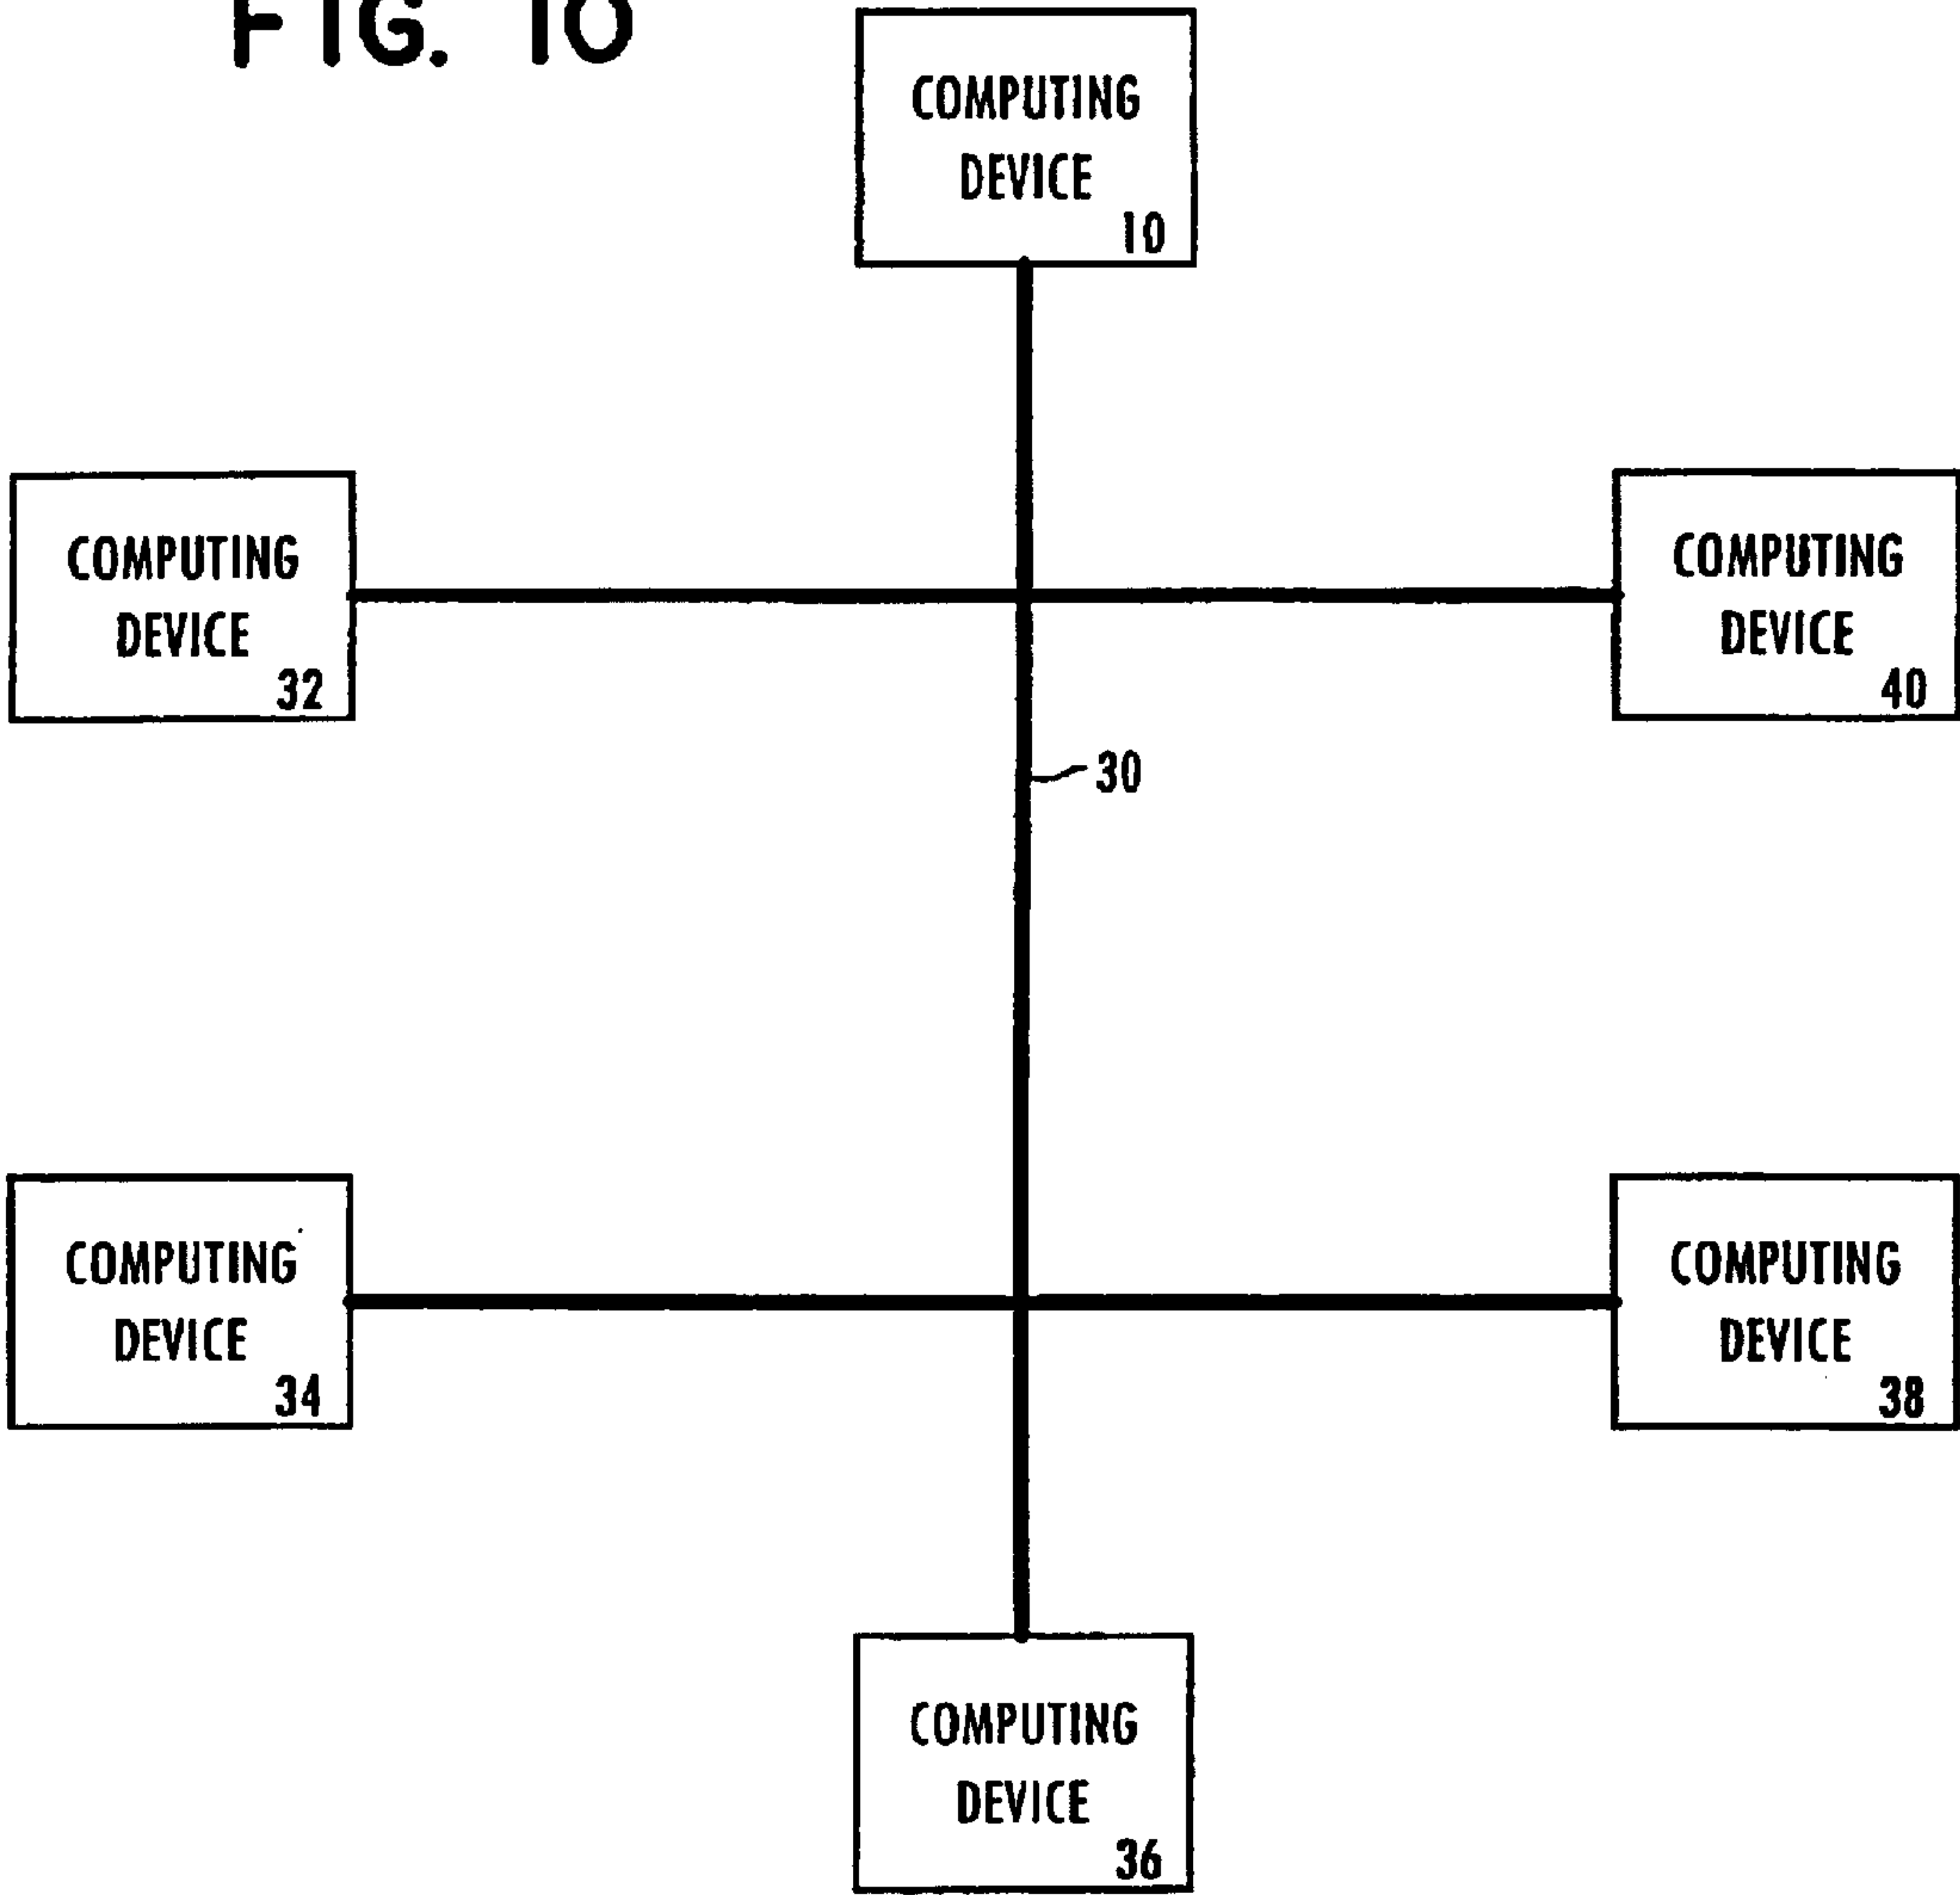 FIG. 10
COMPUTING
DEVICE
10
COMPUTING
DEVICE
32
COMPUTING
DEVICE
40
30
COMPUTING
DEVICE
34
COMPUTING
DEVICE
38
COMPUTING
DEVICE
36